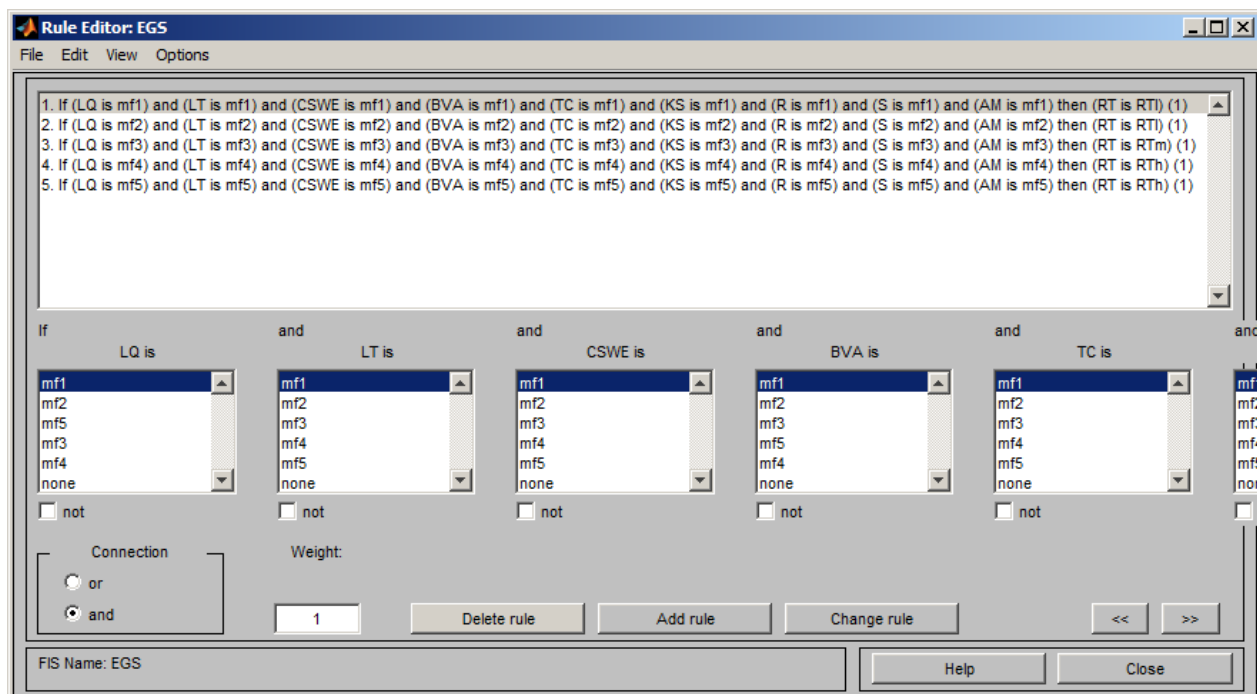 Rule Editor: EGS
File Edit View Options
1. If (LQ is mf1) and (LT is mf1) and (CSWE is mf1) and (BVA is mf1) and (TC is mf1) and (KS is mf1) and (R is mf1) and (S is mf1) and (AM is mf1) then (RT is RTl) (1)
2. If (LQ is mf2) and (LT is mf2) and (CSWE is mf2) and (BVA is mf2) and (TC is mf2) and (KS is mf2) and (R is mf2) and (S is mf2) and (AM is mf2) then (RT is RTl) (1)
3. If (LQ is mf3) and (LT is mf3) and (CSWE is mf3) and (BVA is mf3) and (TC is mf3) and (KS is mf3) and (R is mf3) and (S is mf3) and (AM is mf3) then (RT is RTm) (1)
4. If (LQ is mf4) and (LT is mf4) and (CSWE is mf4) and (BVA is mf4) and (TC is mf4) and (KS is mf4) and (R is mf4) and (S is mf4) and (AM is mf4) then (RT is RTh) (1)
5. If (LQ is mf5) and (LT is mf5) and (CSWE is mf5) and (BVA is mf5) and (TC is mf5) and (KS is mf5) and (R is mf5) and (S is mf5) and (AM is mf5) then (RT is RTh) (1)
If and and and and and
LQ is LT is CSWE is BVA is TC is
mf1 mf1 mf1 mf1 mf1
mf2 mf2 mf2 mf2 mf2
mf5 mf3 mf3 mf3 mf3
mf3 mf4 mf4 mf5 mf4
mf4 mf5 mf5 mf4 mf5
none none none none none
not not not not not
Connection Weight:
or
and 1 Delete rule Add rule Change rule << >>
FIS Name: EGS Help Close